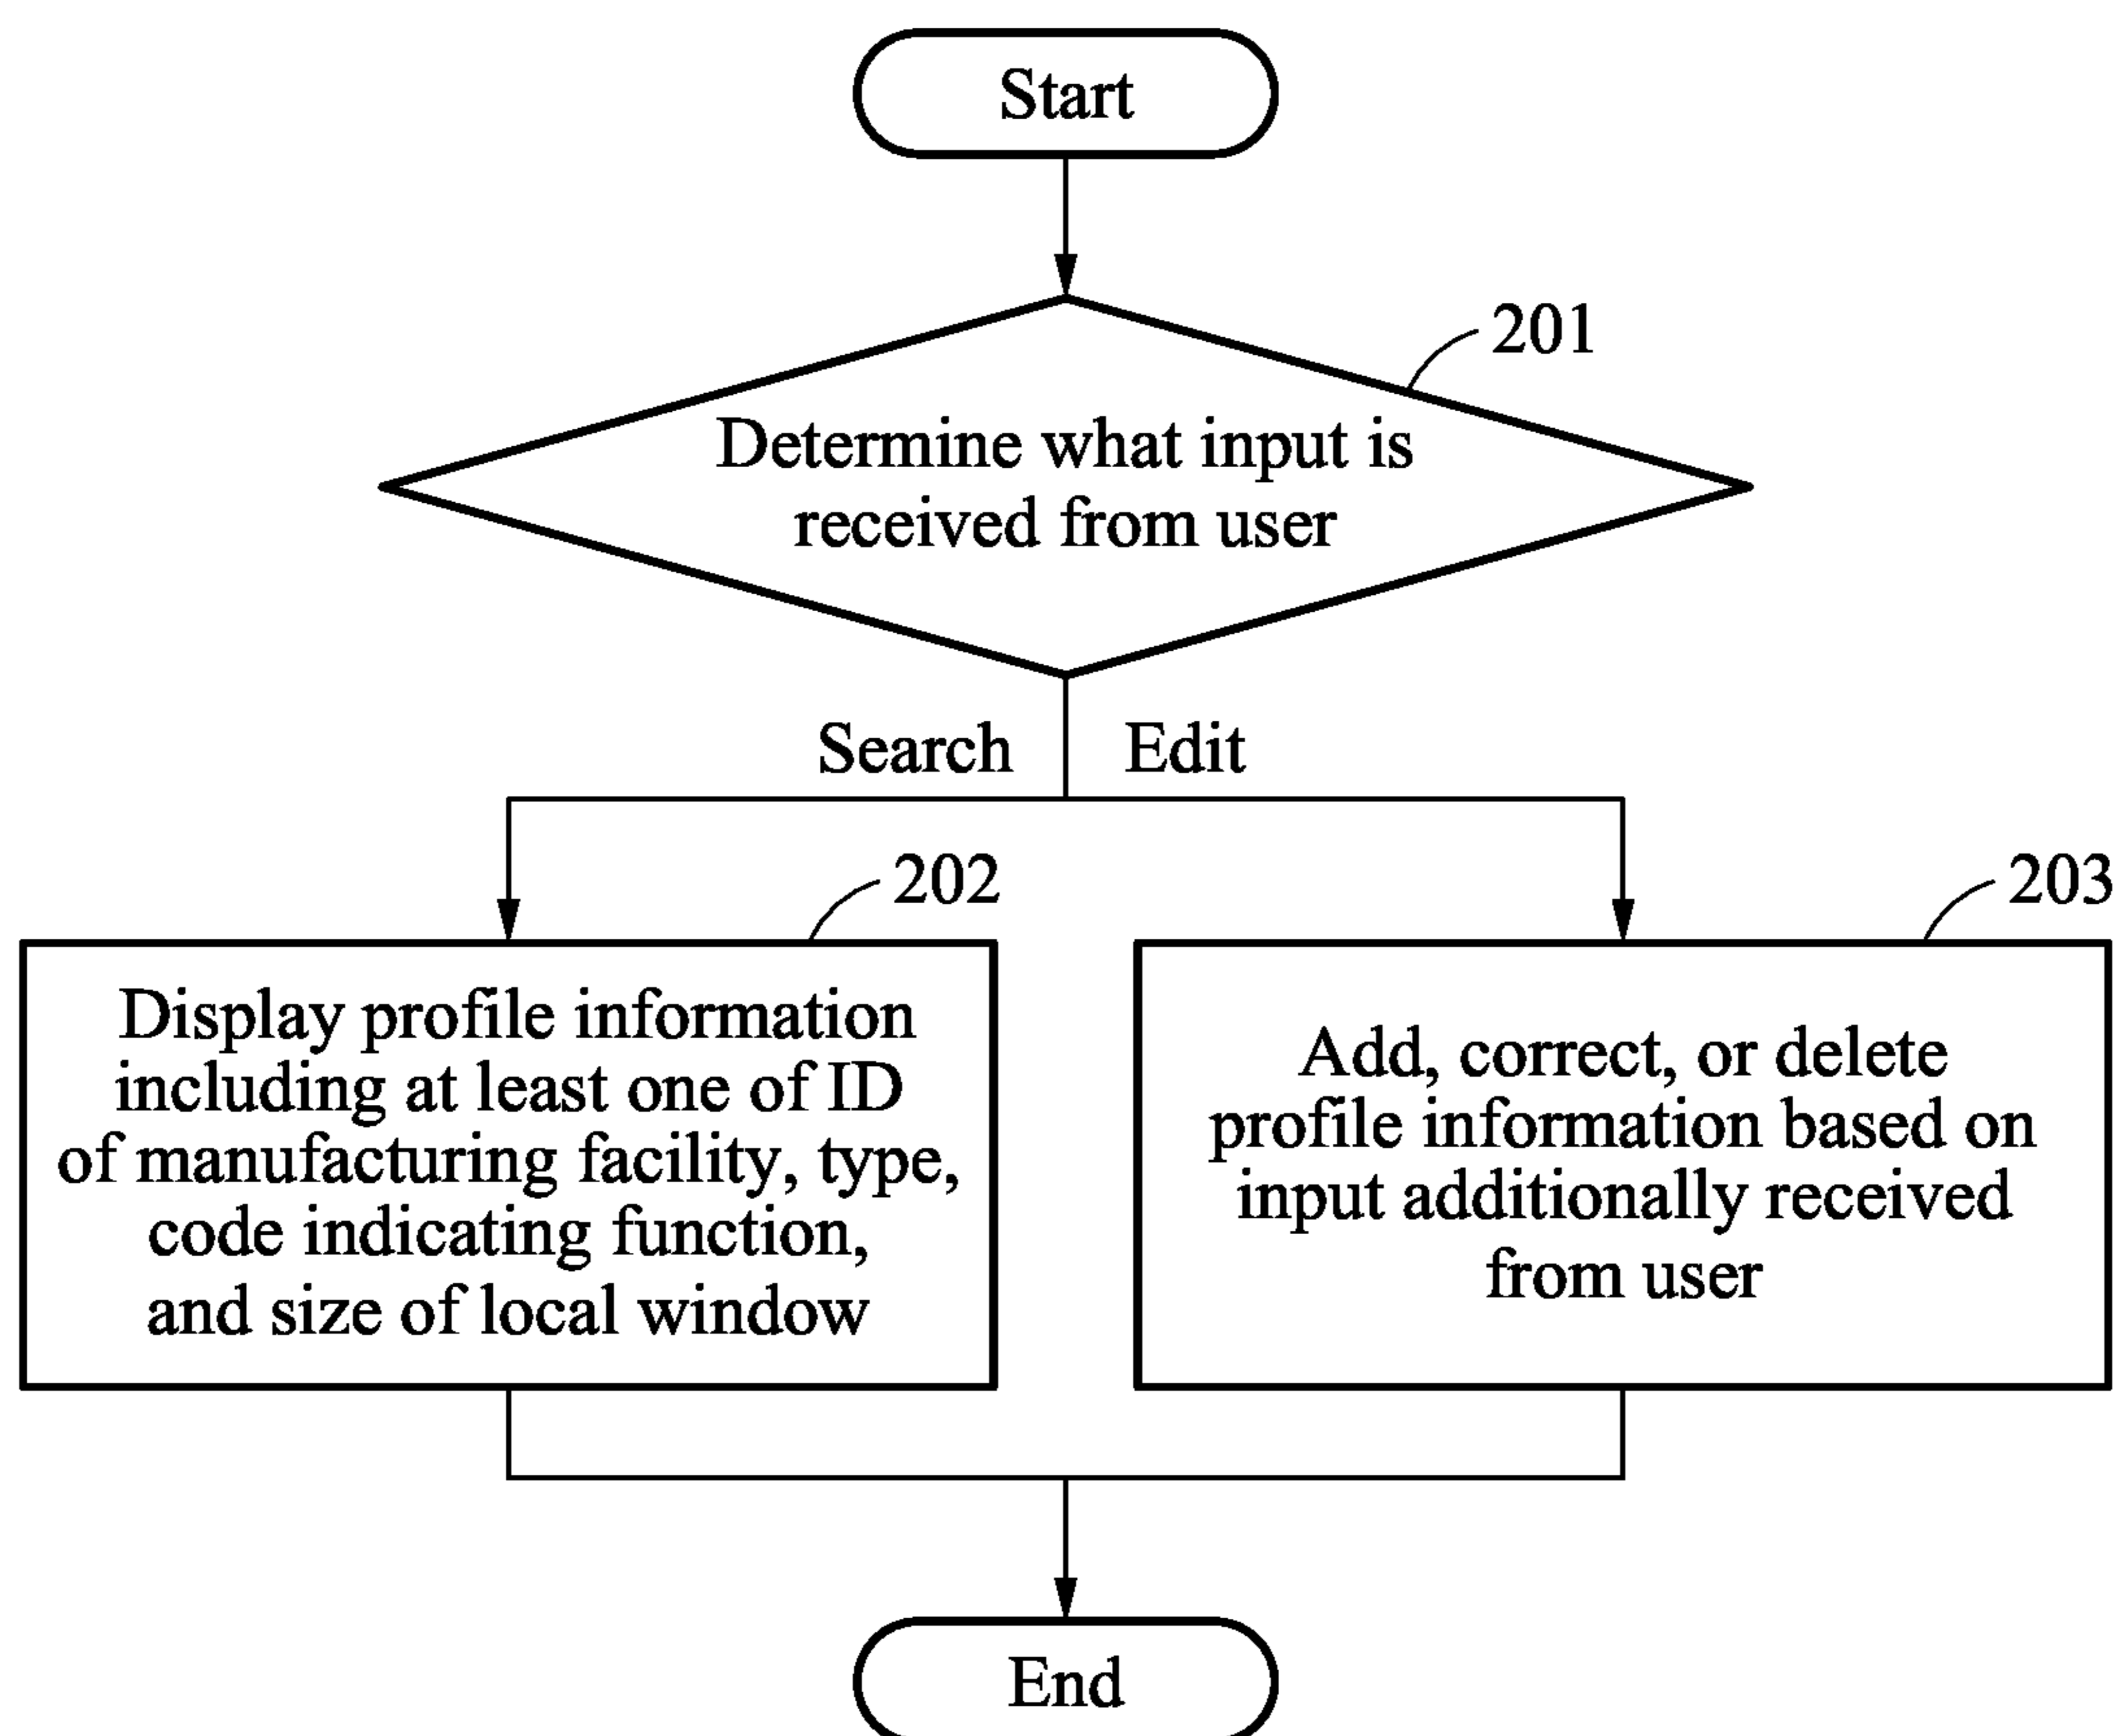 Start
201
Determine what input is
received from user
Search
Edit
202
Display profile information
including at least one of ID
of manufacturing facility, type,
code indicating function,
and size of local window
203
Add, correct, or delete
profile information based on
input additionally received
from user
End